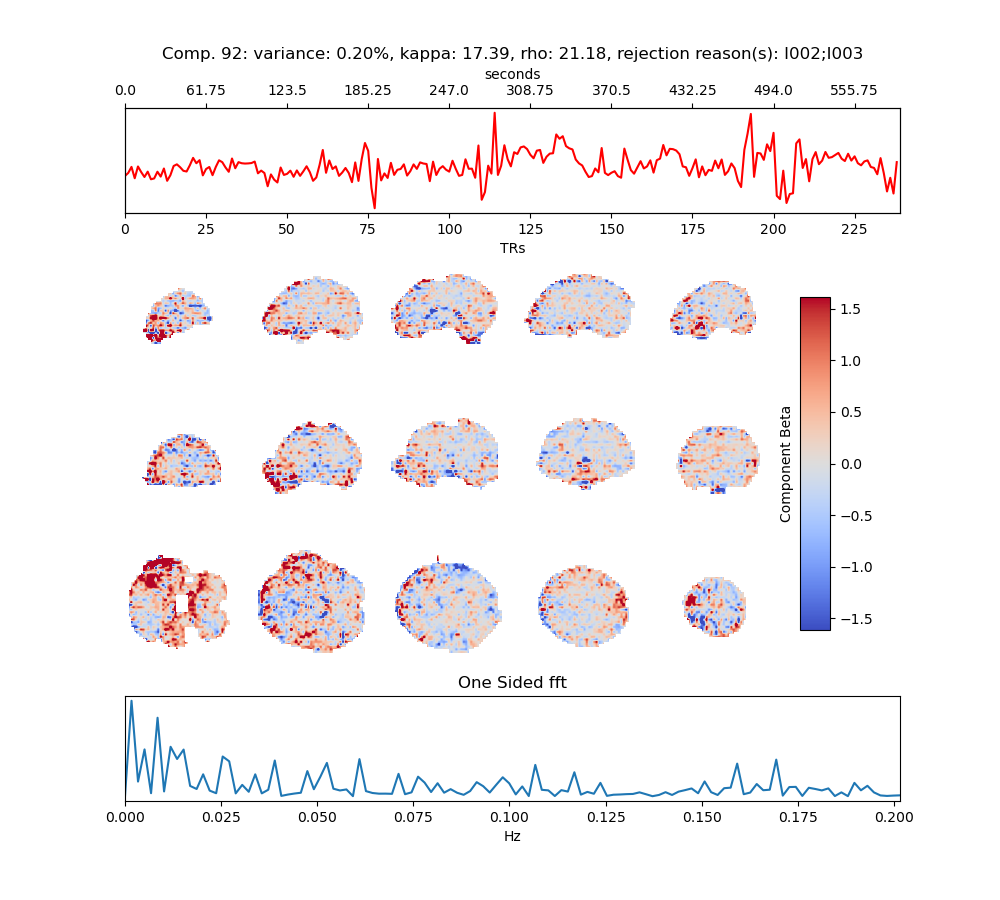 Comp. 92: variance: 0.20%, kappa: 17.39, rho: 21.18, rejection reason(s): I002;I003
seconds
0.0 61.75 123.5 185.25 247.0 308.75 370.5 432.25 494.0 555.75
0 25 50 75 100 125 150 175 200 225
TRs
1.5
1.0
0.5
0.0
−0.5
−1.0
−1.5
Component Beta
One Sided fft
0.000 0.025 0.050 0.075 0.100 0.125 0.150 0.175 0.200
Hz